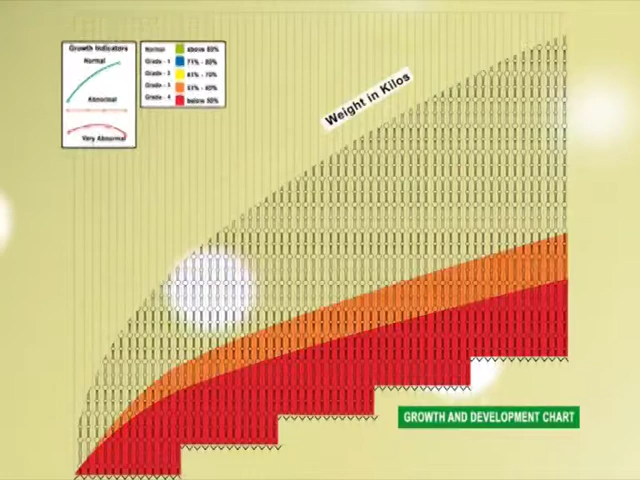 Growth Indicators
Normal
Abnormal
Very Abnormal
Normal Above 80%
Grade - 1 71% - 80%
Grade - 2 61% - 70%
Grade - 3 51% - 60%
Grade - 4 below 50%
Weight in Kilos
GROWTH AND DEVELOPMENT CHART